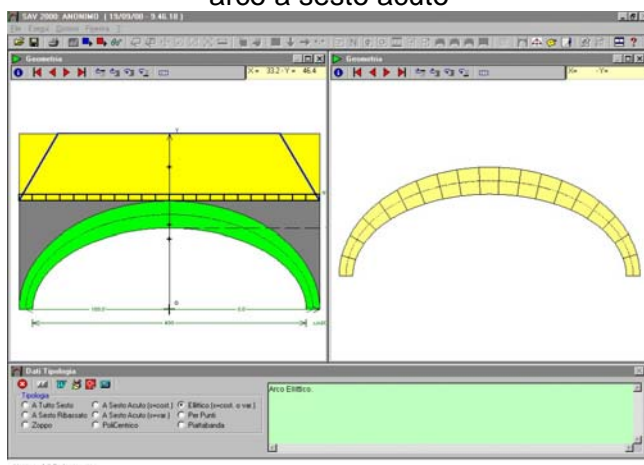 arco a sesto acuto
SAV 2000: ANONIMO ( 19/09/00 - 9.46.18 )
Geometria
X = 33.2 - Y = 46.4
Geometria
X= -Y=
Y
O
400
Dati Tipologia
Tipologia
A Tutto Sesto
A Sesto Acuto (s=cost.)
Ellittico (s=cost. o var.)
A Sesto Ribassato
A Sesto Acuto (s=var.)
Per Punti
Zoppo
PoliCentrico
Piattabanda
Arco Ellittico.